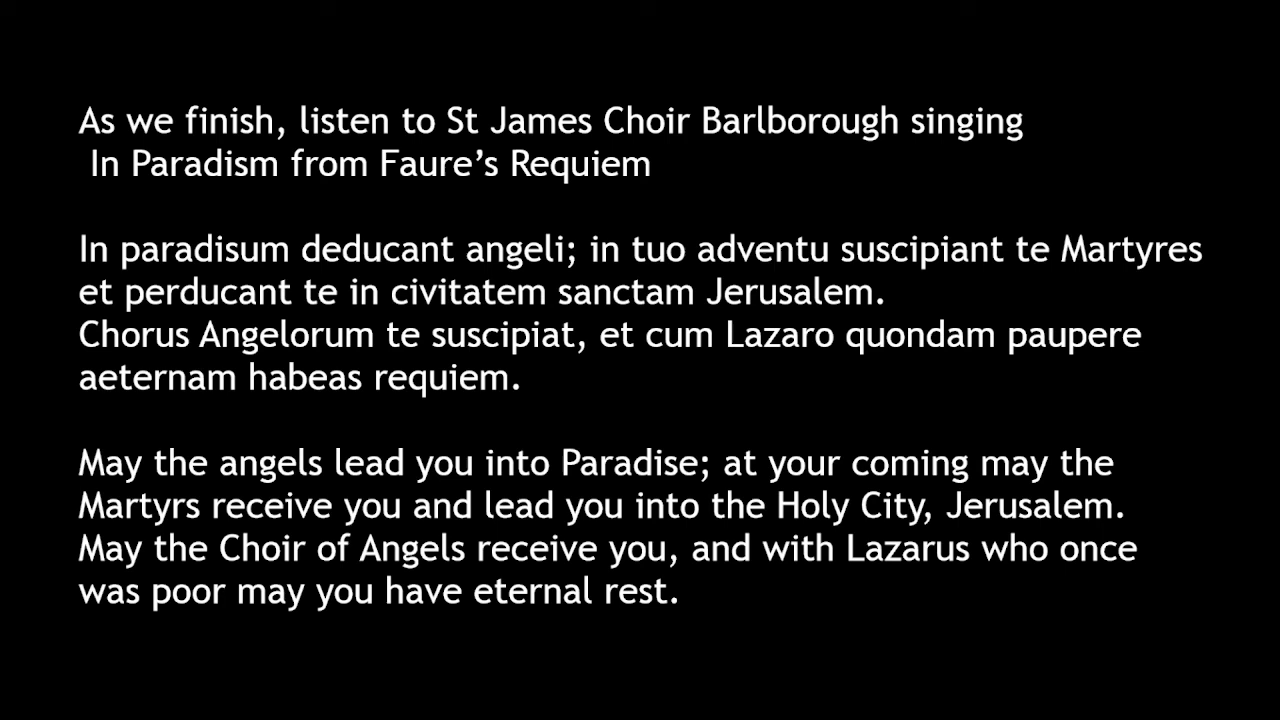 As we finish, listen to St James Choir Barlborough singing
In Paradism from Faure's Requiem
In paradisum deducant angeli; in tuo adventu suscipiant te Martyres
et perducant te in civitatem sanctam Jerusalem.
Chorus Angelorum te suscipiat, et cum Lazaro quondam paupere
aeternam habeas requiem.
May the angels lead you into Paradise; at your coming may the
Martyrs receive you and lead you into the Holy City, Jerusalem.
May the Choir of Angels receive you, and with Lazarus who once
was poor may you have eternal rest.